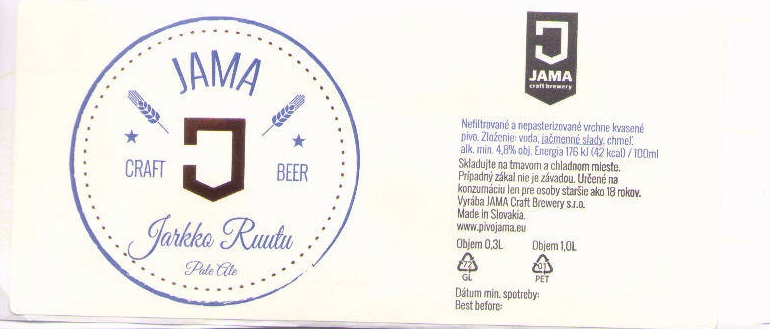 JAMA
CRAFT
BEER
Jarkko Ruutu
Pale Ale
JAMA
craft brewery
Nefiltrované a nepasterizované vrchne kvasené
pivo. Zloženie: voda, jačmenné slady, chmeľ,
alk. min. 4,8% obj. Energia 176 kJ (42 kcal) / 100ml
Skladujte na tmavom a chladnom mieste.
Prípadný zákal nie je závadou. Určené na
konzumáciu len pre osoby staršie ako 18 rokov.
Vyrába JAMA Craft Brewery s.r.o.
Made in Slovakia.
www.pivojama.eu
Objem 0,3L Objem 1,0L
72 01
GL PET
Dátum min. spotreby:
Best before: